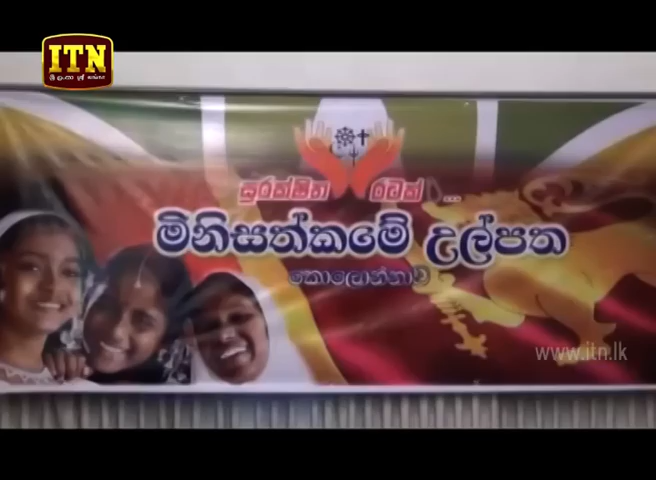 ITN
සුරක්ෂිත රටක් ...
මිනිසත්කමේ උල්පත
කොලොන්නාව
www.itn.lk